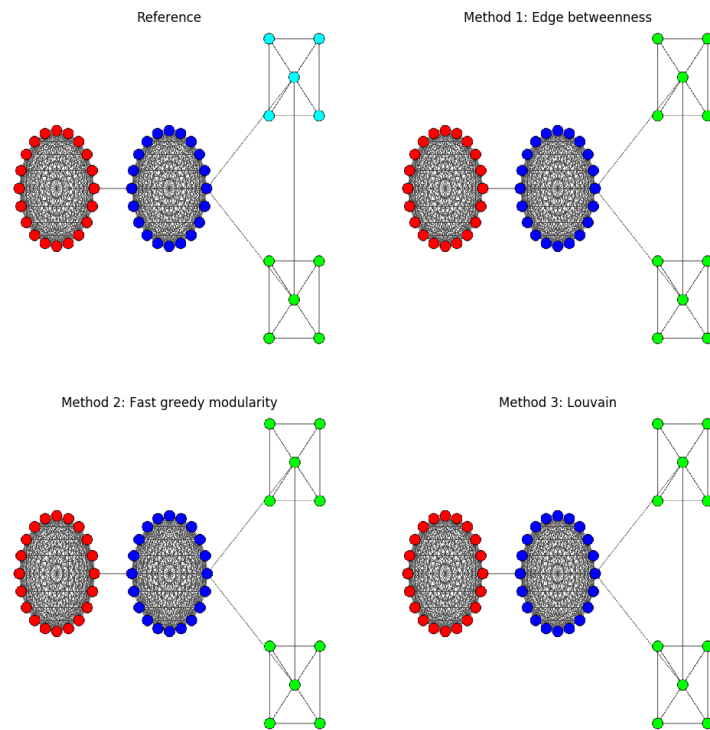 Reference
Method 1: Edge betweenness
Method 2: Fast greedy modularity
Method 3: Louvain